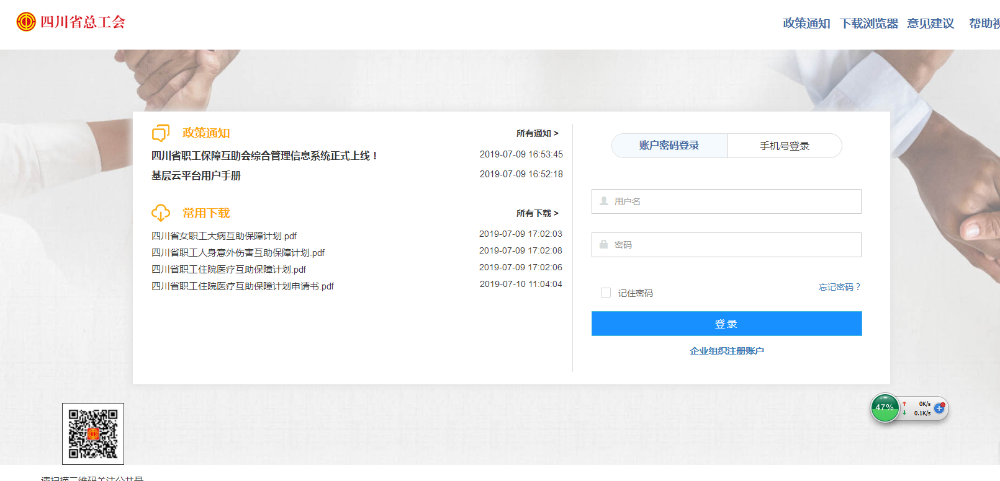 四川省总工会
政策通知 下载浏览器 意见建议 帮助视
政策通知 所有通知 >
四川省职工保障互助会综合管理信息系统正式上线！ 2019-07-09 16:53:45
基层云平台用户手册 2019-07-09 16:52:18
常用下载 所有下载 >
四川省女职工大病互助保障计划.pdf 2019-07-09 17:02:03
四川省职工人身意外伤害互助保障计划.pdf 2019-07-09 17:02:08
四川省职工住院医疗互助保障计划.pdf 2019-07-09 17:02:06
四川省职工住院医疗互助保障计划申请书.pdf 2019-07-10 11:04:04
账户密码登录 手机号登录
用户名
密码
记住密码 忘记密码？
登录
企业组织注册账户
47% 0K/s
0.1K/s
请扫描二维码关注公共号